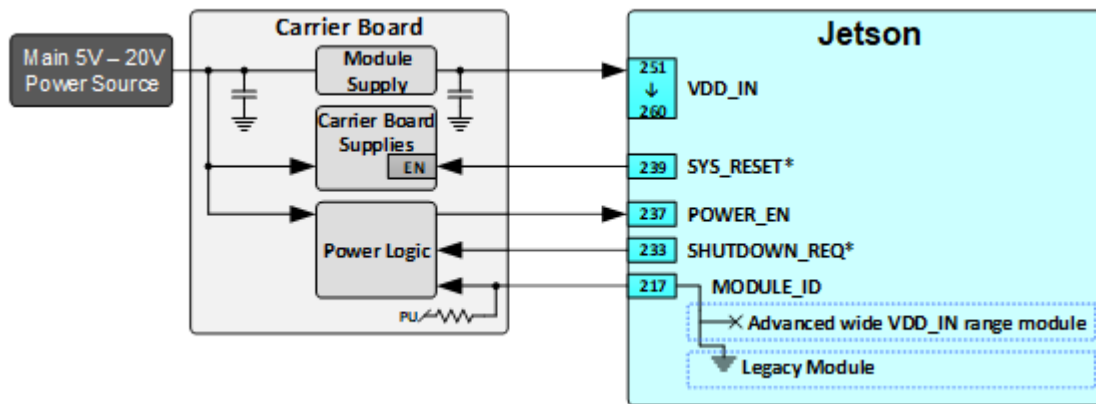 Carrier Board
Jetson
Main 5V – 20V
Power Source
Module
Supply
251
↓
260
VDD_IN
Carrier Board
Supplies
EN
239
SYS_RESET*
237
POWER_EN
Power Logic
233
SHUTDOWN_REQ*
217
MODULE_ID
PU
Advanced wide VDD_IN range module
Legacy Module